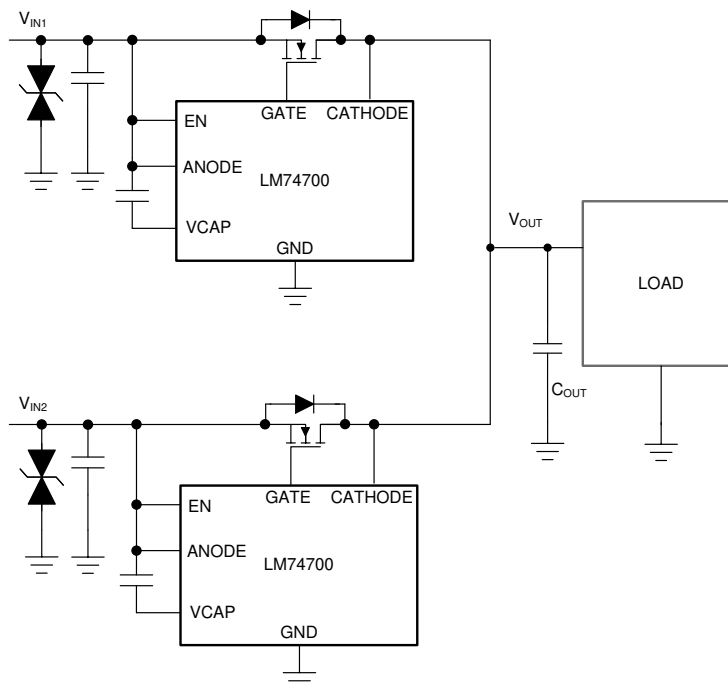 VIN1
EN
GATE
CATHODE
ANODE
LM74700
VCAP
GND
VOUT
LOAD
COUT
VIN2
EN
GATE
CATHODE
ANODE
LM74700
VCAP
GND